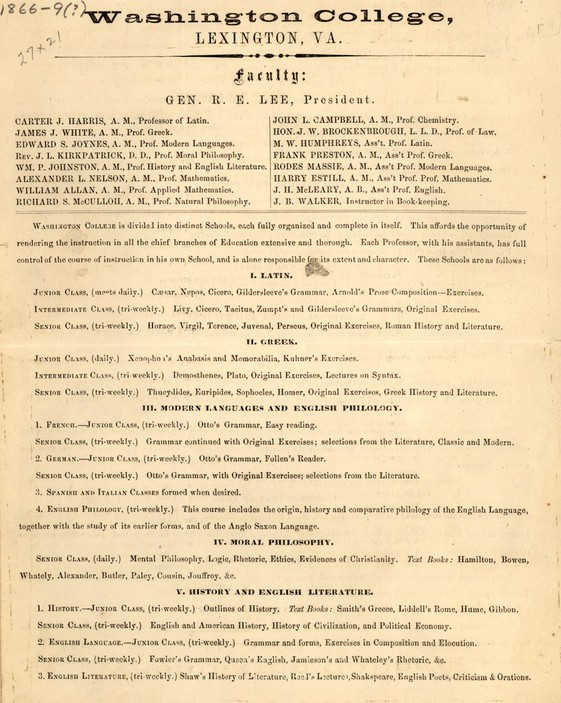 1866-9(?)
27×21
Washington College,
LEXINGTON, VA.
Faculty:
GEN. R. E. LEE, President.
CARTER J. HARRIS, A. M., Professor of Latin.
JAMES J. WHITE, A. M., Prof. Greek.
EDWARD S. JOYNES, A. M., Prof. Modern Languages.
REV. J. L. KIRKPATRICK, D. D., Prof. Moral Philosophy.
WM. P. JOHNSTON, A. M., Prof. History and English Literature.
ALEXANDER L. NELSON, A. M., Prof. Mathematics.
WILLIAM ALLAN, A. M., Prof. Applied Mathematics.
RICHARD S. McCULLOH, A. M., Prof. Natural Philosophy.
JOHN L. CAMPBELL, A. M., Prof. Chemistry.
HON. J. W. BROCKENBROUGH, L. L. D., Prof. of Law.
M. W. HUMPHREYS, Ass't. Prof. Latin.
FRANK PRESTON, A. M., Ass't Prof. Greek.
RODES MASSIE, A. M., Ass't Prof. Modern Languages.
HARRY ESTILL, A. M., Ass't Prof. Prof. Mathematics.
J. H. McLEARY, A. B., Ass't Prof. English.
J. B. WALKER, Instructor in Book-keeping.
WASHINGTON COLLEGE is divided into distinct Schools, each fully organized and complete in itself. This affords the opportunity of
rendering the instruction in all the chief branches of Education extensive and thorough. Each Professor, with his assistants, has full
control of the course of instruction in his own School, and is alone responsible for its extent and character. These Schools are as follows:
I. LATIN.
JUNIOR CLASS, (meets daily.) Cæsar, Nepos, Cicero, Gildersleeve's Grammar, Arnold's Prose Composition—Exercises.
INTERMEDIATE CLASS, (tri-weekly.) Livy, Cicero, Tacitus, Zumpt's and Gildersleeve's Grammars, Original Exercises.
SENIOR CLASS, (tri-weekly.) Horace, Virgil, Terence, Juvenal, Perseus, Original Exercises, Roman History and Literature.
II. GREEK.
JUNIOR CLASS, (daily.) Xenophon's Anabasis and Memorabilia, Kuhner's Exercises.
INTERMEDIATE CLASS, (tri-weekly.) Demosthenes, Plato, Original Exercises, Lectures on Syntax.
SENIOR CLASS, (tri-weekly.) Thucydides, Euripides, Sophocles, Homer, Original Exercises, Greek History and Literature.
III. MODERN LANGUAGES AND ENGLISH PHILOLOGY.
1. FRENCH.—JUNIOR CLASS, (tri-weekly.) Otto's Grammar, Easy reading.
SENIOR CLASS, (tri-weekly.) Grammar continued with Original Exercises; selections from the Literature, Classic and Modern.
2. GERMAN.—JUNIOR CLASS, (tri-weekly.) Otto's Grammar, Follen's Reader.
SENIOR CLASS, (tri-weekly.) Otto's Grammar, with Original Exercises; selections from the Literature.
3. SPANISH AND ITALIAN CLASSES formed when desired.
4. ENGLISH PHILOLOGY, (tri-weekly.) This course includes the origin, history and comparative philology of the English Language,
together with the study of its earlier forms, and of the Anglo Saxon Language.
IV. MORAL PHILOSOPHY.
SENIOR CLASS, (daily.) Mental Philosophy, Logic, Rhetoric, Ethics, Evidences of Christianity. Text Books: Hamilton, Bowen,
Whately, Alexander, Butler, Paley, Cousin, Jouffroy, &c.
V. HISTORY AND ENGLISH LITERATURE.
1. HISTORY.—JUNIOR CLASS, (tri-weekly.) Outlines of History. Text Books: Smith's Greece, Liddell's Rome, Hume, Gibbon.
SENIOR CLASS, (tri-weekly.) English and American History, History of Civilization, and Political Economy.
2. ENGLISH LANGUAGE.—JUNIOR CLASS, (tri-weekly.) Grammar and forms, Exercises in Composition and Elocution.
SENIOR CLASS, (tri-weekly.) Fowler's Grammar, Queen's English, Jamieson's and Whateley's Rhetoric, &c.
3. ENGLISH LITERATURE, (tri-weekly.) Shaw's History of Literature, Reed's Lectures, Shakspeare, English Poets, Criticism & Orations.